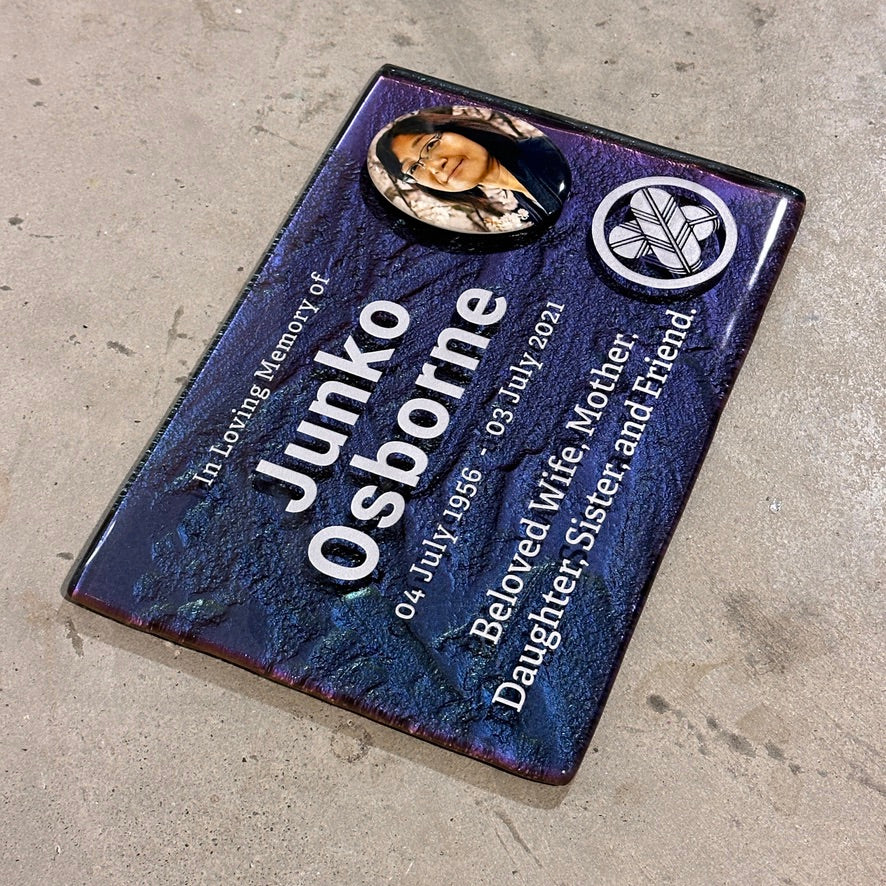 In Loving Memory of
Junko
Osborne
04 July 1956 - 03 July 2021
Beloved Wife, Mother,
Daughter, Sister, and Friend.